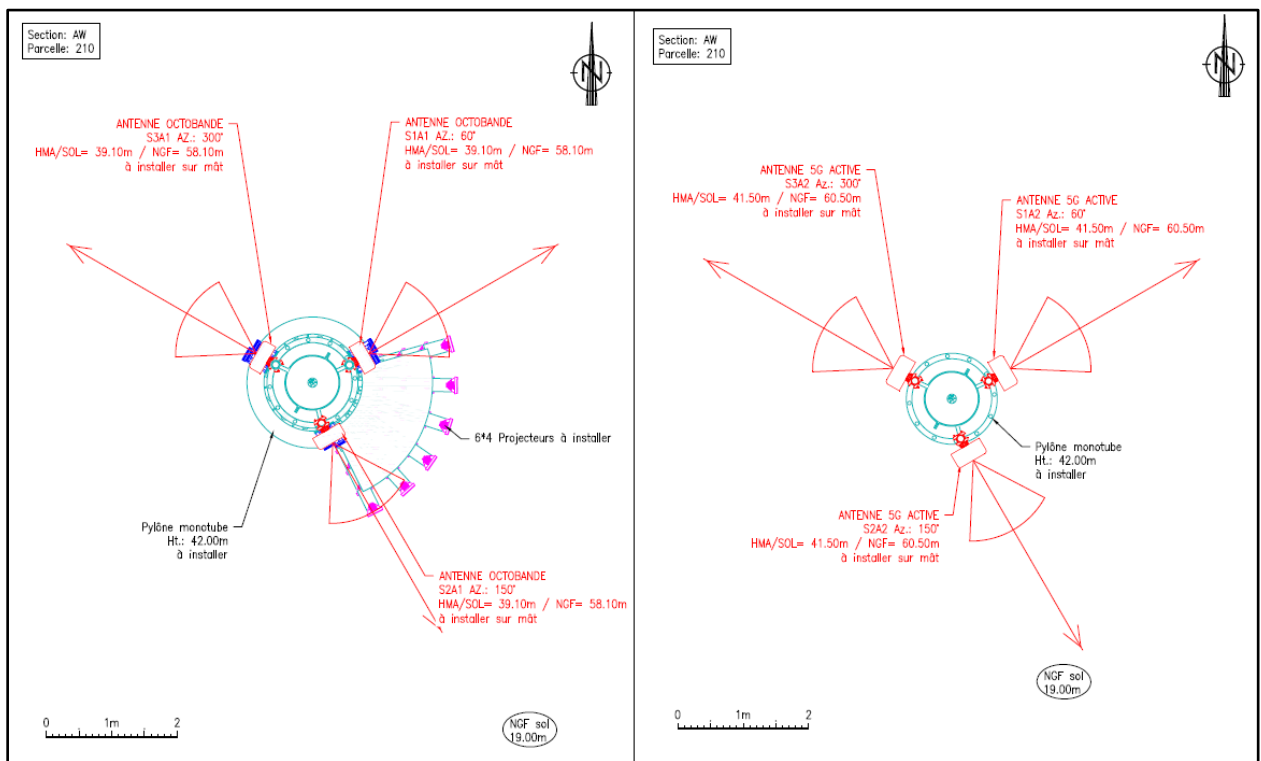 Section: AW
Parcelle: 210
N
ANTENNE OCTOBANDE
S3A1 AZ.: 300°
HMA/SOL= 39.10m / NGF= 58.10m
à installer sur mât
ANTENNE OCTOBANDE
S1A1 AZ.: 60°
HMA/SOL= 39.10m / NGF= 58.10m
à installer sur mât
6*4 Projecteurs à installer
Pylône monotube
Ht.: 42.00m
à installer
ANTENNE OCTOBANDE
S2A1 AZ.: 150°
HMA/SOL= 39.10m / NGF= 58.10m
à installer sur mât
0 1m 2
NGF sol
19.00m
Section: AW
Parcelle: 210
N
ANTENNE 5G ACTIVE
S3A2 Az.: 300°
HMA/SOL= 41.50m / NGF= 60.50m
à installer sur mât
ANTENNE 5G ACTIVE
S1A2 Az.: 60°
HMA/SOL= 41.50m / NGF= 60.50m
à installer sur mât
Pylône monotube
Ht.: 42.00m
à installer
ANTENNE 5G ACTIVE
S2A2 Az.: 150°
HMA/SOL= 41.50m / NGF= 60.50m
à installer sur mât
NGF sol
19.00m
0 1m 2